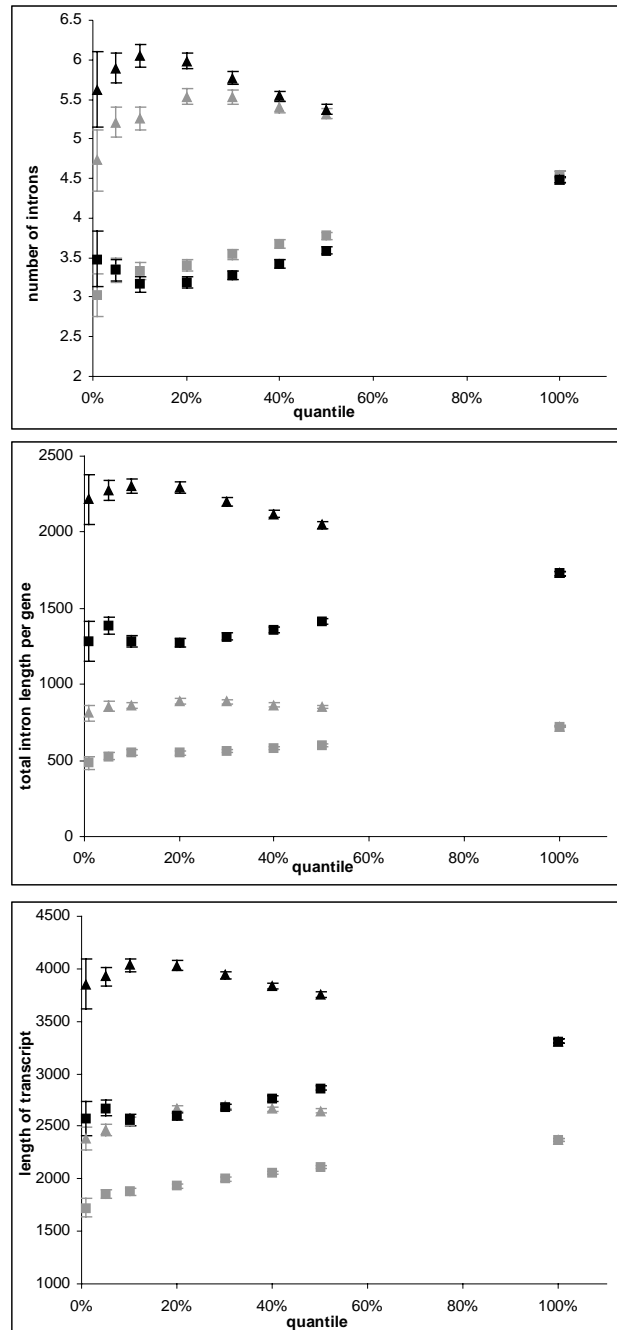 6.5
6
5.5
5
4.5
4
3.5
3
2.5
2
number of introns
0% 20% 40% 60% 80% 100%
quantile
2500
2000
1500
1000
500
0
total intron length per gene
0% 20% 40% 60% 80% 100%
quantile
4500
4000
3500
3000
2500
2000
1500
1000
length of transcript
0% 20% 40% 60% 80% 100%
quantile